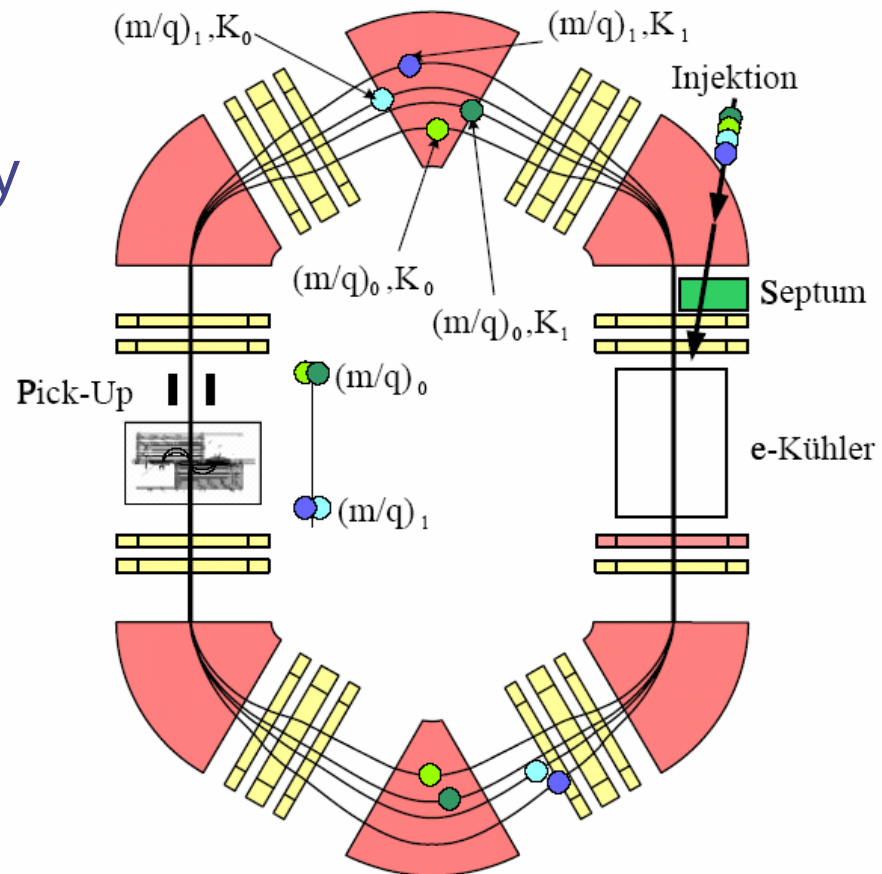 (m/q)₁,K₀
(m/q)₁,K₁
Injektion
y
(m/q)₀,K₀
(m/q)₀,K₁
Septum
Pick-Up
(m/q)₀
e-Kühler
(m/q)₁